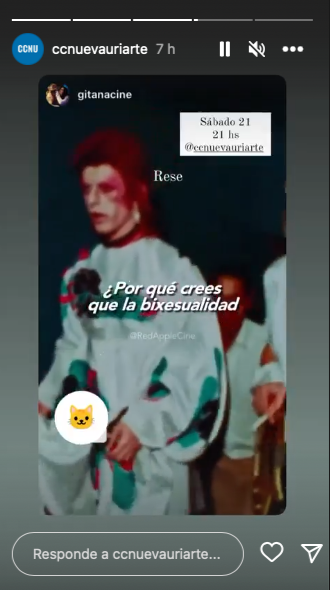 CCNU
ccnuevauriarte 7 h
gitanacine
Sábado 21
21 hs
@ccnuevauriarte
Rese
¿Por qué crees
que la bixesualidad
@RedAppleCine
Responde a ccnuevauriarte...